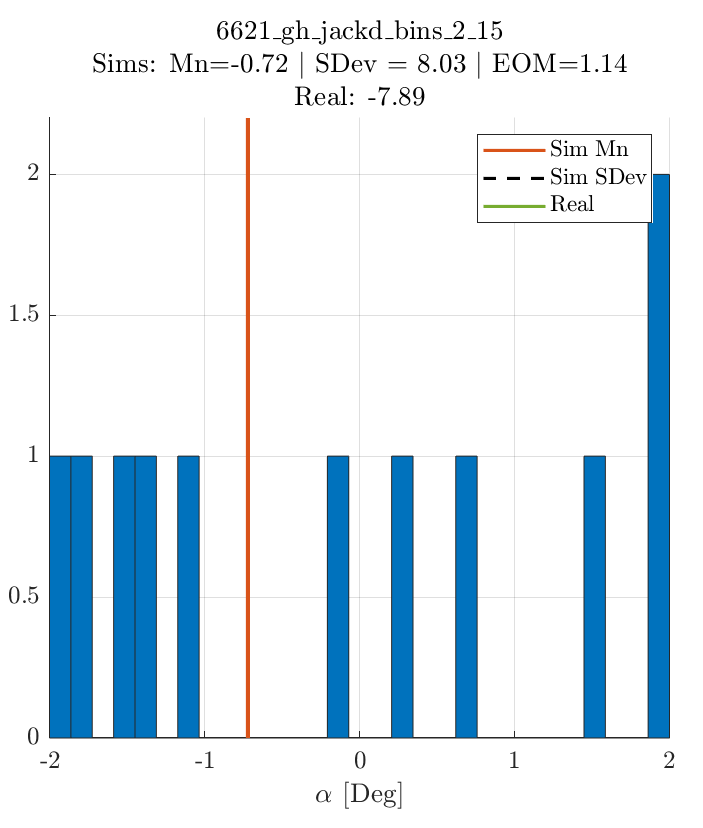 6621_gh_jackd_bins_2_15
Sims: Mn=-0.72 | SDev = 8.03 | EOM=1.14
Real: -7.89
Sim Mn
Sim SDev
Real
2
1.5
1
0.5
0
-2
-1
0
1
2
α [Deg]